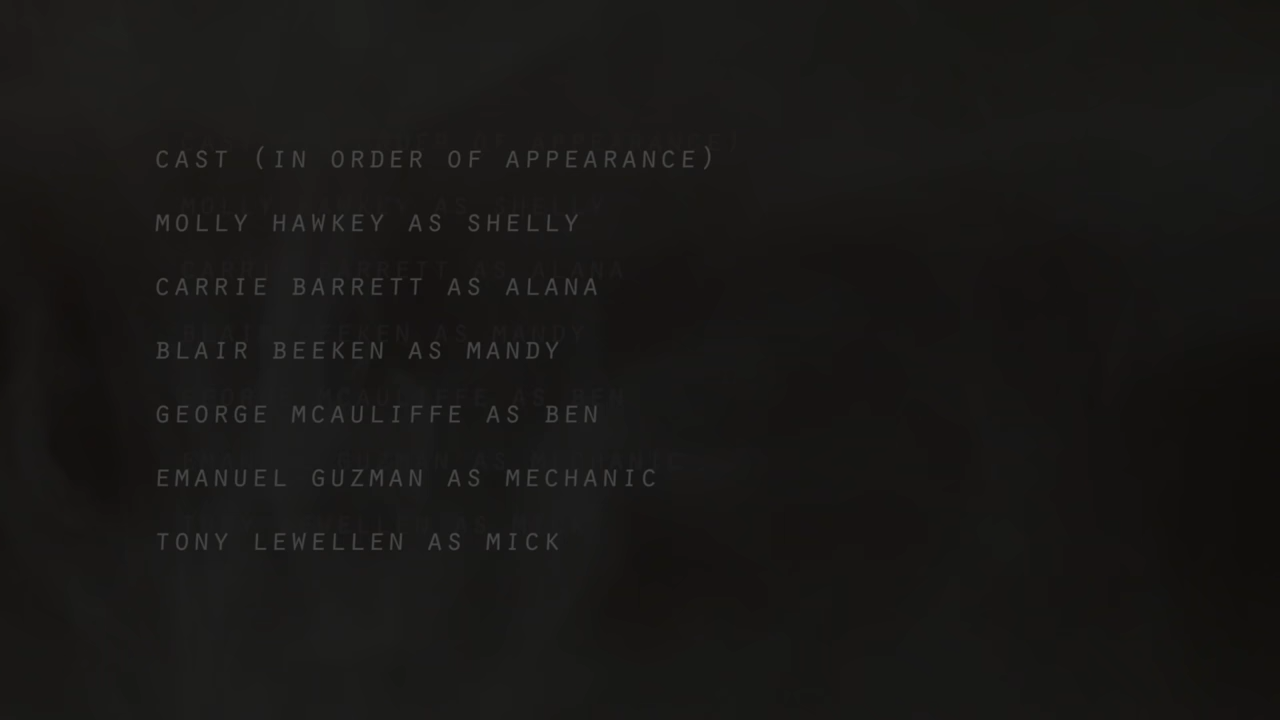 CAST (IN ORDER OF APPEARANCE)
MOLLY HAWKEY AS SHELLY
CARRIE BARRETT AS ALANA
BLAIR BEEKEN AS MANDY
GEORGE MCAULIFFE AS BEN
EMANUEL GUZMAN AS MECHANIC
TONY LEWELLEN AS MICK